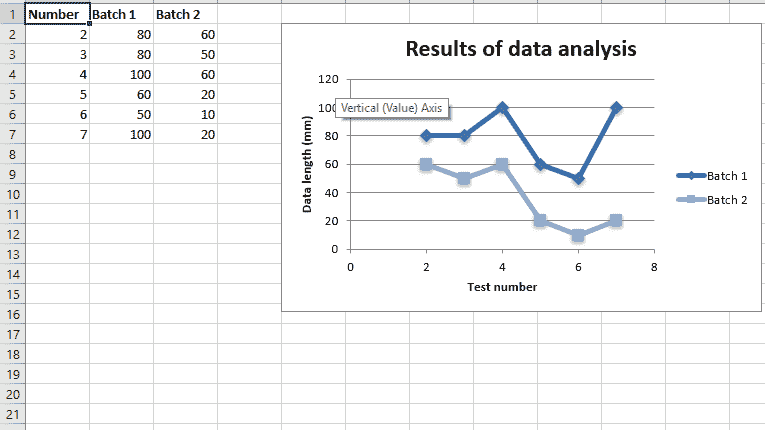 1 Number Batch 1 Batch 2
2 2 80 60
3 3 80 50
4 4 100 60
5 5 60 20
6 6 50 10
7 7 100 20
8
9
10
11
12
13
14
15
16
17
18
19
20
21
Results of data analysis
120
100
Vertical (Value) Axis
80
60
40
20
0
Data length (mm)
0 2 4 6 8
Test number
Batch 1
Batch 2